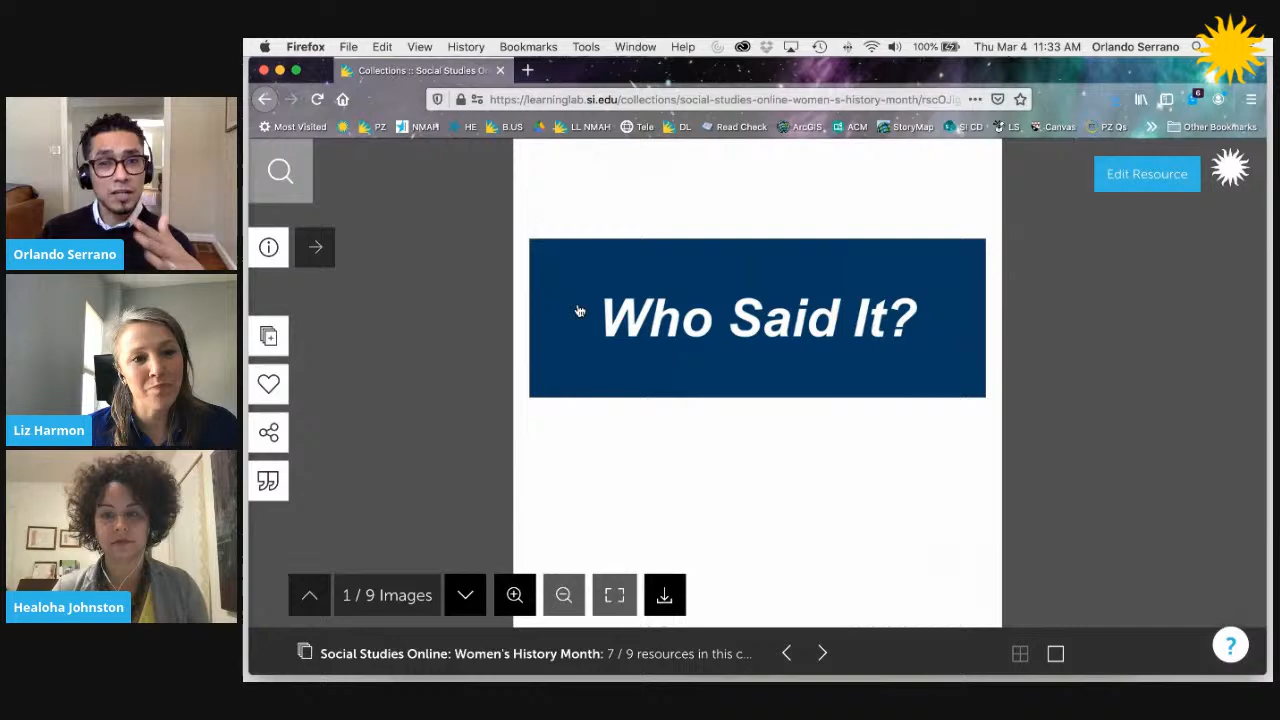 Firefox File Edit View History Bookmarks Tools Window Help 100% Thu Mar 4 11:33 AM Orlando Serrano
Collections :: Social Studies On
https://learninglab.si.edu/collections/social-studies-online-women-s-history-month/rscOJig
6
Most Visited PZ NMAH HE B.US LL NMAH Tele DL Read Check ArcGIS ACM StoryMap SI CD LS Canvas PZ Qs Other Bookmarks
Edit Resource
Orlando Serrano
Who Said It?
Liz Harmon
Healoha Johnston
1 / 9 Images
Social Studies Online: Women's History Month: 7 / 9 resources in this c...
?